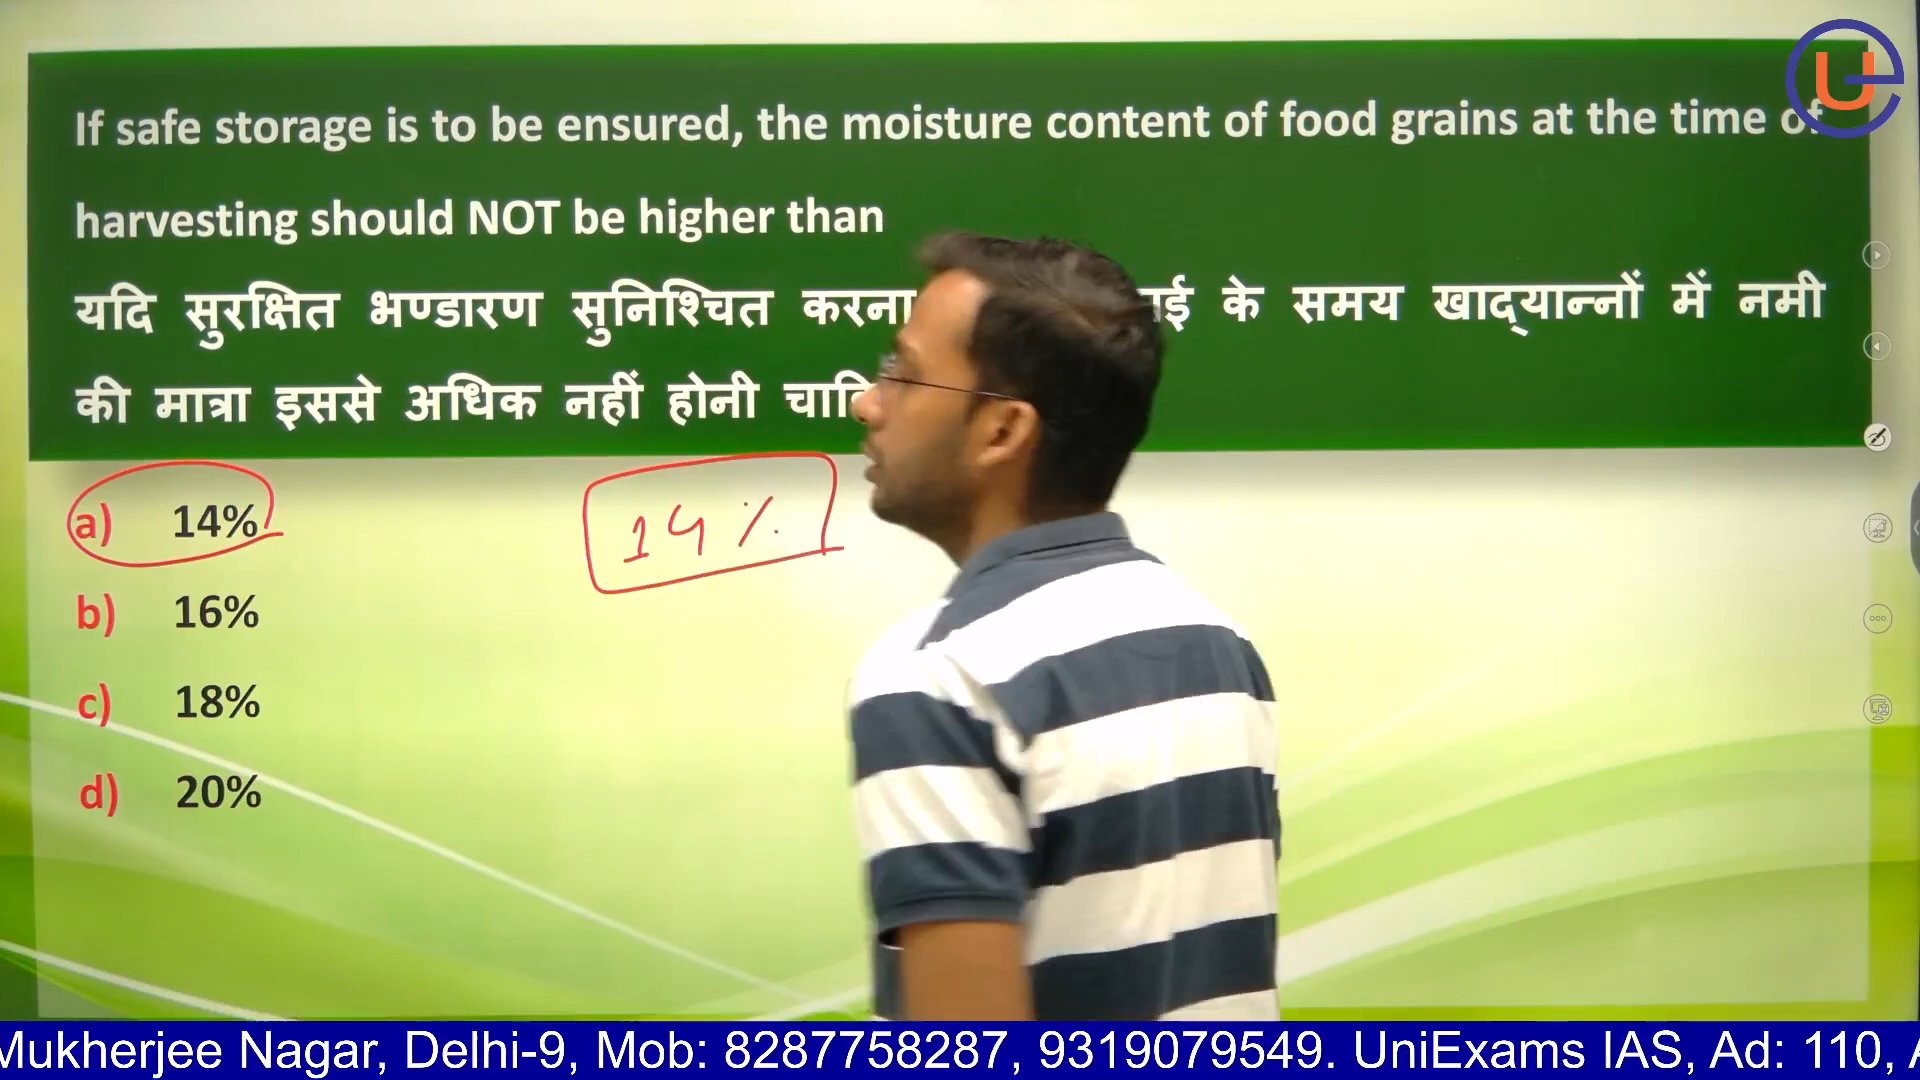 If safe storage is to be ensured, the moisture content of food grains at the time of
harvesting should NOT be higher than
यदि सुरक्षित भण्डारण सुनिश्चित करना के समय खाद्यान्नों में नमी
की मात्रा इससे अधिक नहीं होनी
a) 14%
14%
b) 16%
c) 18%
d) 20%
Mukherjee Nagar, Delhi-9, Mob: 8287758287, 9319079549. UniExams IAS, Ad: 110,